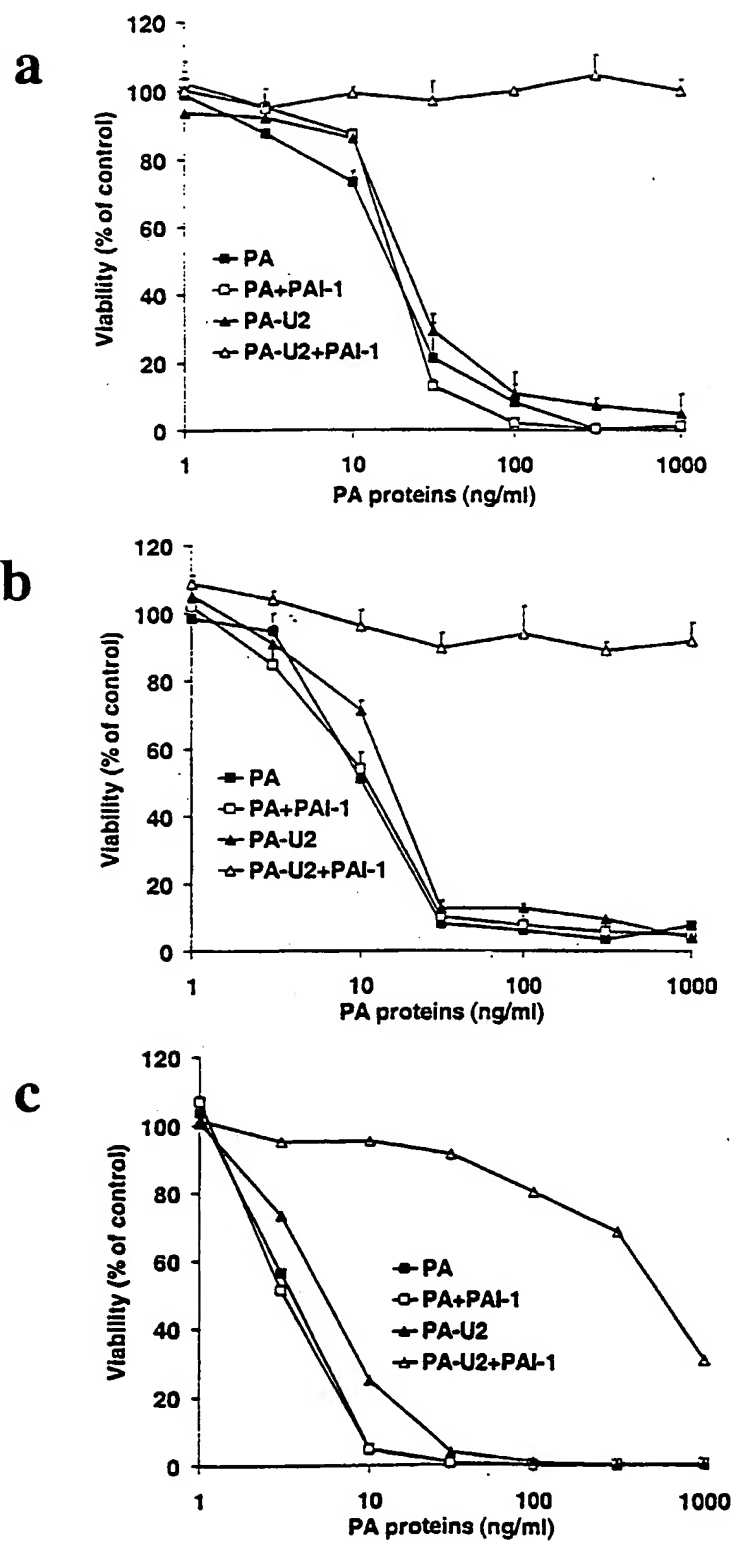 a
120
100
80
60
40
20
0
Viability (% of control)
PA
PA+PAI-1
PA-U2
PA-U2+PAI-1
1 10 100 1000
PA proteins (ng/ml)
b
120
100
80
60
40
20
0
Viability (% of control)
PA
PA+PAI-1
PA-U2
PA-U2+PAI-1
1 10 100 1000
PA proteins (ng/ml)
c
120
100
80
60
40
20
0
Viability (% of control)
PA
PA+PAI-1
PA-U2
PA-U2+PAI-1
1 10 100 1000
PA proteins (ng/ml)